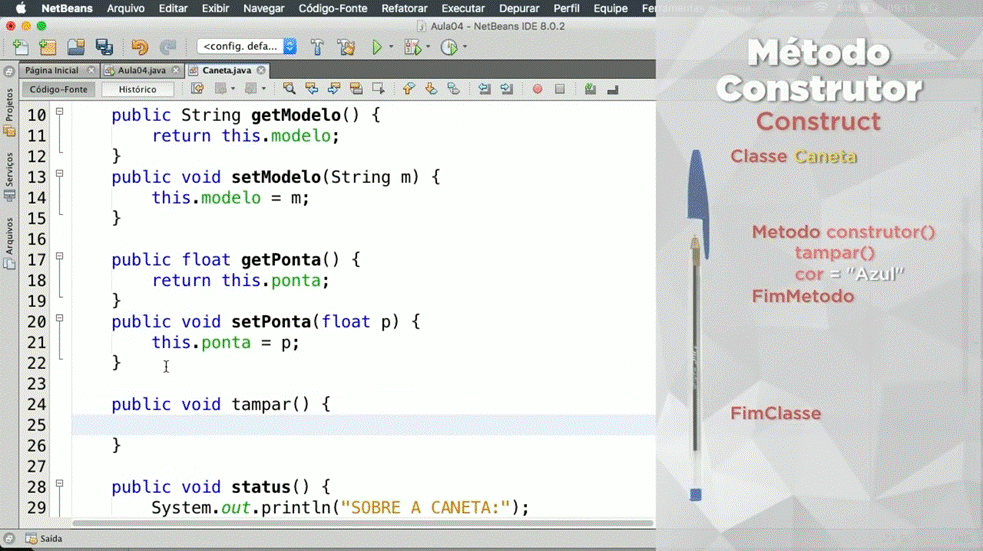 NetBeans Arquivo Editar Exibir Navegar Código-Fonte Refatorar Executar Depurar Perfil Equipe Ferramentas
Aula04 - NetBeans IDE 8.0.2
<config. defa...
Página Inicial Aula04.java Caneta.java
Código-Fonte Histórico
Projetos
Serviços
Arquivos
10 public String getModelo() {
11 return this.modelo;
12 }
13 public void setModelo(String m) {
14 this.modelo = m;
15 }
16
17 public float getPonta() {
18 return this.ponta;
19 }
20 public void setPonta(float p) {
21 this.ponta = p;
22 }
23
24 public void tampar() {
25
26 }
27
28 public void status() {
29 System.out.println("SOBRE A CANETA:");
Saída
Método
Construtor
Construct
Classe Caneta
Metodo construtor()
tampar()
cor = "Azul"
FimMetodo
FimClasse